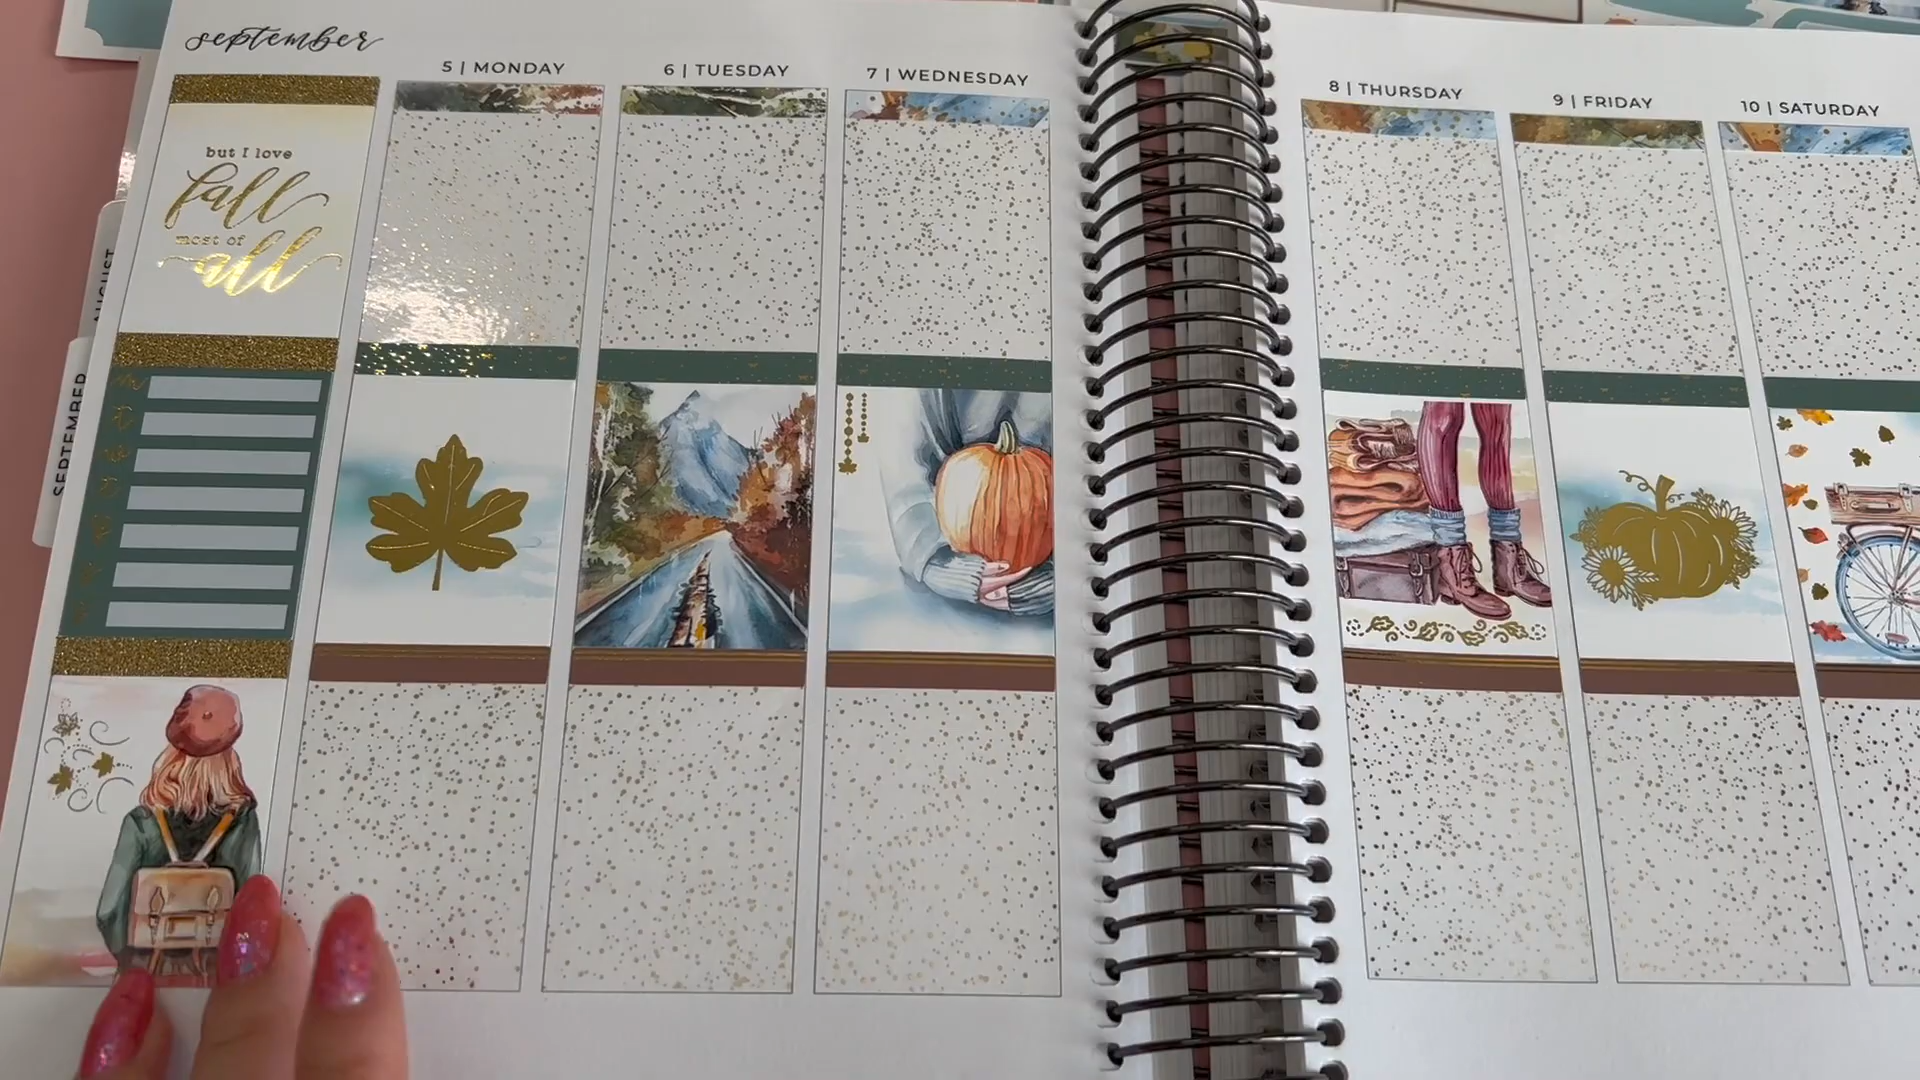 september
5 | MONDAY
6 | TUESDAY
7 | WEDNESDAY
8 | THURSDAY
9 | FRIDAY
10 | SATURDAY
but I love
fall
most of
all
AUGUST
SEPTEMBER